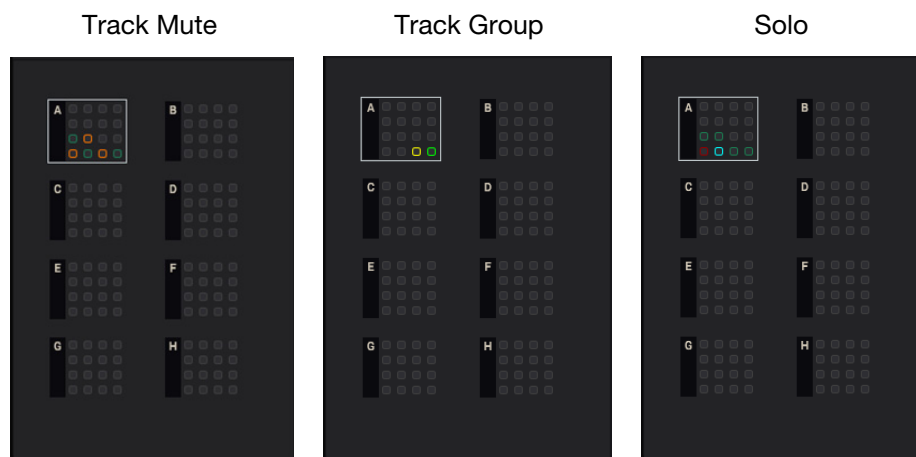 Track Mute Track Group Solo
A B A B A B
C D C D C D
E F E F E F
G H G H G H